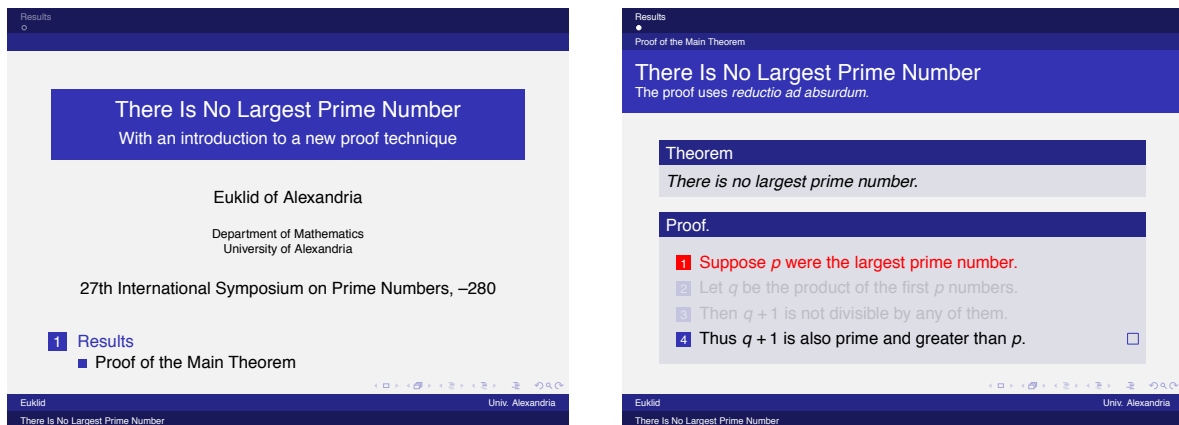 Results
There Is No Largest Prime Number
With an introduction to a new proof technique
Euklid of Alexandria
Department of Mathematics
University of Alexandria
27th International Symposium on Prime Numbers, –280
1 Results
Proof of the Main Theorem
Euklid Univ. Alexandria
There Is No Largest Prime Number
Results
Proof of the Main Theorem
There Is No Largest Prime Number
The proof uses reductio ad absurdum.
Theorem
There is no largest prime number.
Proof.
1 Suppose p were the largest prime number.
2 Let q be the product of the first p numbers.
3 Then q + 1 is not divisible by any of them.
4 Thus q + 1 is also prime and greater than p.
Euklid Univ. Alexandria
There Is No Largest Prime Number